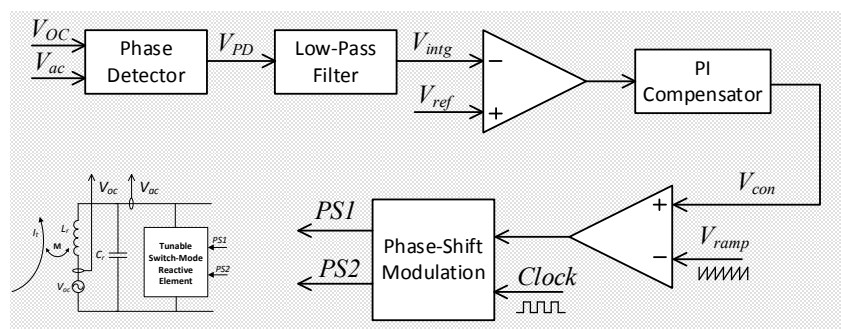 V_OC
V_ac
Phase
Detector
V_PD
Low-Pass
Filter
V_intg
V_ref
−
+
PI
Compensator
V_con
V_ramp
+
−
Phase-Shift
Modulation
Clock
PS1
PS2
V_oc
V_ac
I_t
M
L_r
C_r
V_oc
Tunable
Switch-Mode
Reactive
Element
PS1
PS2